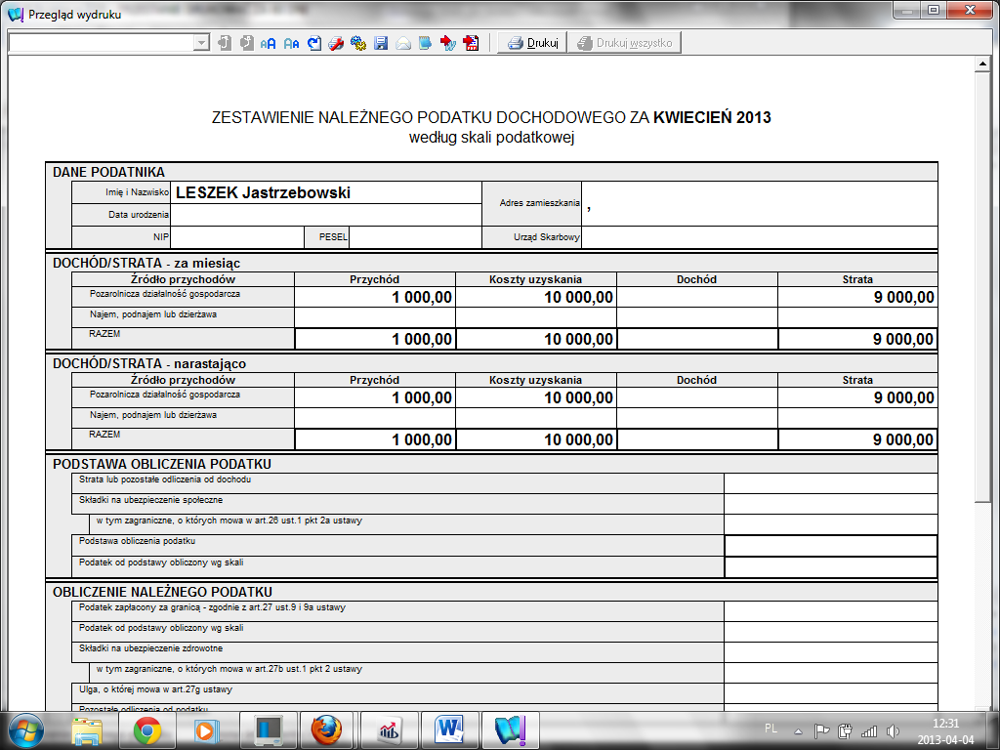 Przegląd wydruku
Drukuj Drukuj wszystko
ZESTAWIENIE NALEŻNEGO PODATKU DOCHODOWEGO ZA KWIECIEŃ 2013
według skali podatkowej
DANE PODATNIKA
Imię i Nazwisko LESZEK Jastrzebowski Adres zamieszkania ,
Data urodzenia
NIP PESEL Urząd Skarbowy
DOCHÓD/STRATA - za miesiąc
Źródło przychodów Przychód Koszty uzyskania Dochód Strata
Pozarolnicza działalność gospodarcza 1 000,00 10 000,00 9 000,00
Najem, podnajem lub dzierżawa
RAZEM 1 000,00 10 000,00 9 000,00
DOCHÓD/STRATA - narastająco
Źródło przychodów Przychód Koszty uzyskania Dochód Strata
Pozarolnicza działalność gospodarcza 1 000,00 10 000,00 9 000,00
Najem, podnajem lub dzierżawa
RAZEM 1 000,00 10 000,00 9 000,00
PODSTAWA OBLICZENIA PODATKU
Strata lub pozostałe odliczenia od dochodu
Składki na ubezpieczenie społeczne
w tym zagraniczne, o których mowa w art.26 ust.1 pkt 2a ustawy
Podstawa obliczenia podatku
Podatek od podstawy obliczony wg skali
OBLICZENIE NALEŻNEGO PODATKU
Podatek zapłacony za granicą - zgodnie z art.27 ust.9 i 9a ustawy
Podatek od podstawy obliczony wg skali
Składki na ubezpieczenie zdrowotne
w tym zagraniczne, o których mowa w art.27b ust.1 pkt 2 ustawy
Ulga, o której mowa w art.27g ustawy
Pozostałe odliczenia od podatku
PL 12:31
2013-04-04